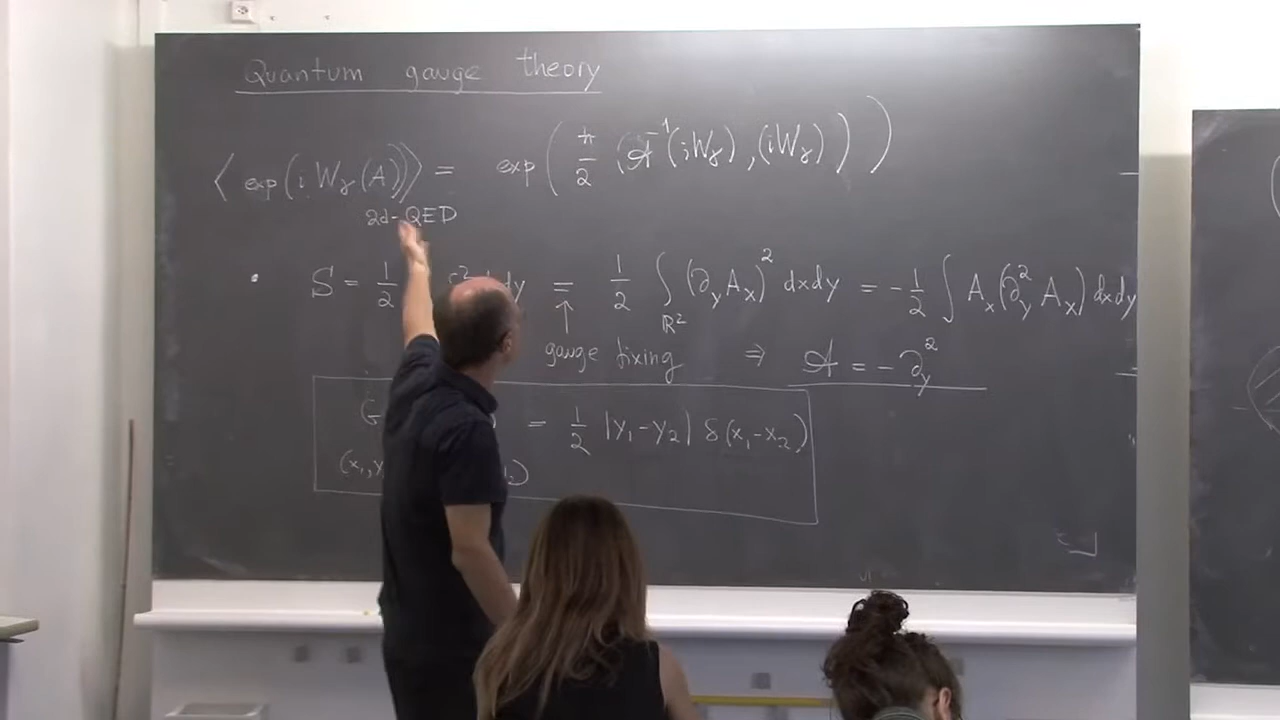 Quantum gauge theory
⟨ exp(i W_γ(A)) ⟩ = exp( ħ/2 (𝒜^{-1}(iW_γ), (iW_γ)) )
2d-QED
S = 1/2 dxdy = 1/2 ∫_{ℝ²} (∂_y A_x)² dxdy = -1/2 ∫ A_x(∂_y² A_x) dxdy
gauge fixing ⇒ 𝒜 = -∂_y²
G = 1/2 |y₁-y₂| δ(x₁-x₂)